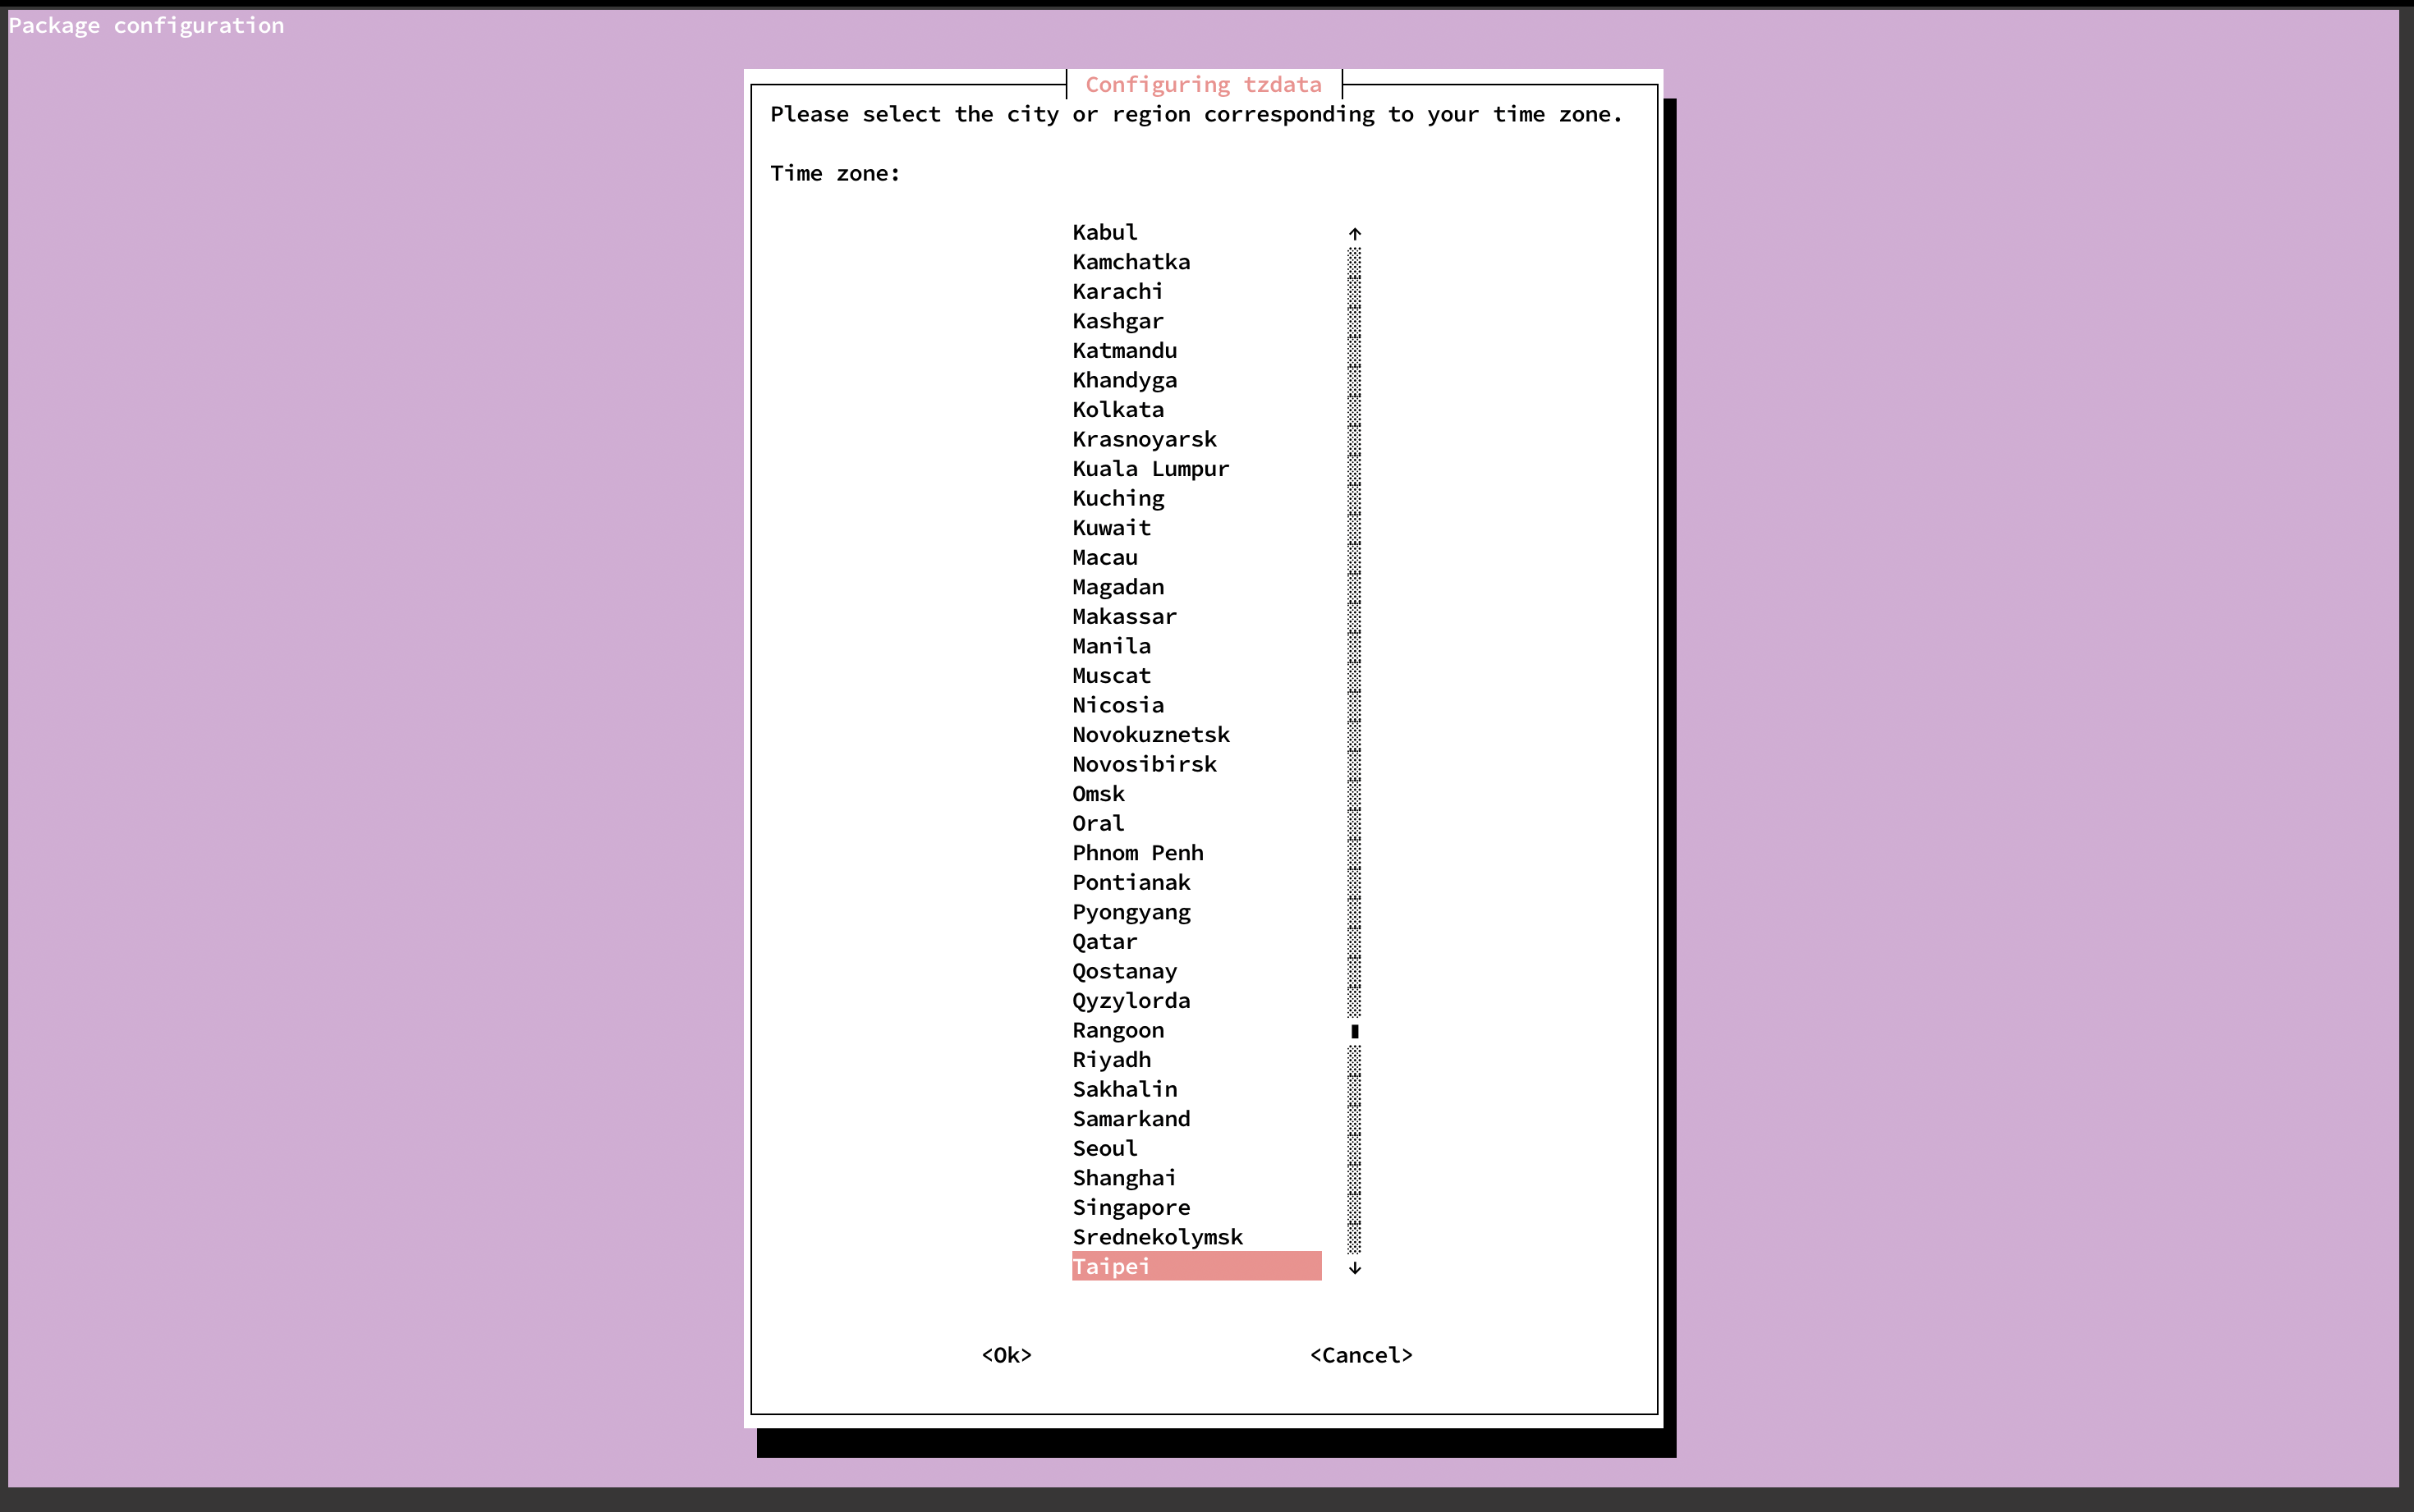 Package configuration
Configuring tzdata
Please select the city or region corresponding to your time zone.
Time zone:
Kabul
Kamchatka
Karachi
Kashgar
Katmandu
Khandyga
Kolkata
Krasnoyarsk
Kuala Lumpur
Kuching
Kuwait
Macau
Magadan
Makassar
Manila
Muscat
Nicosia
Novokuznetsk
Novosibirsk
Omsk
Oral
Phnom Penh
Pontianak
Pyongyang
Qatar
Qostanay
Qyzylorda
Rangoon
Riyadh
Sakhalin
Samarkand
Seoul
Shanghai
Singapore
Srednekolymsk
Taipei
<Ok> <Cancel>